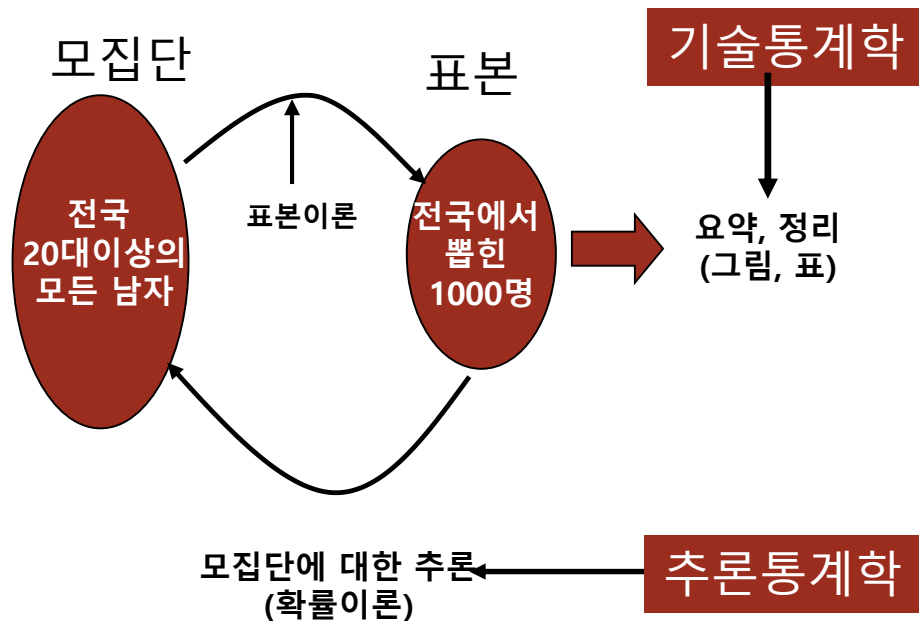 모집단
표본
기술통계학
전국
20대이상의
모든 남자
표본이론
전국에서
뽑힌
1000명
요약, 정리
(그림, 표)
모집단에 대한 추론
(확률이론)
추론통계학